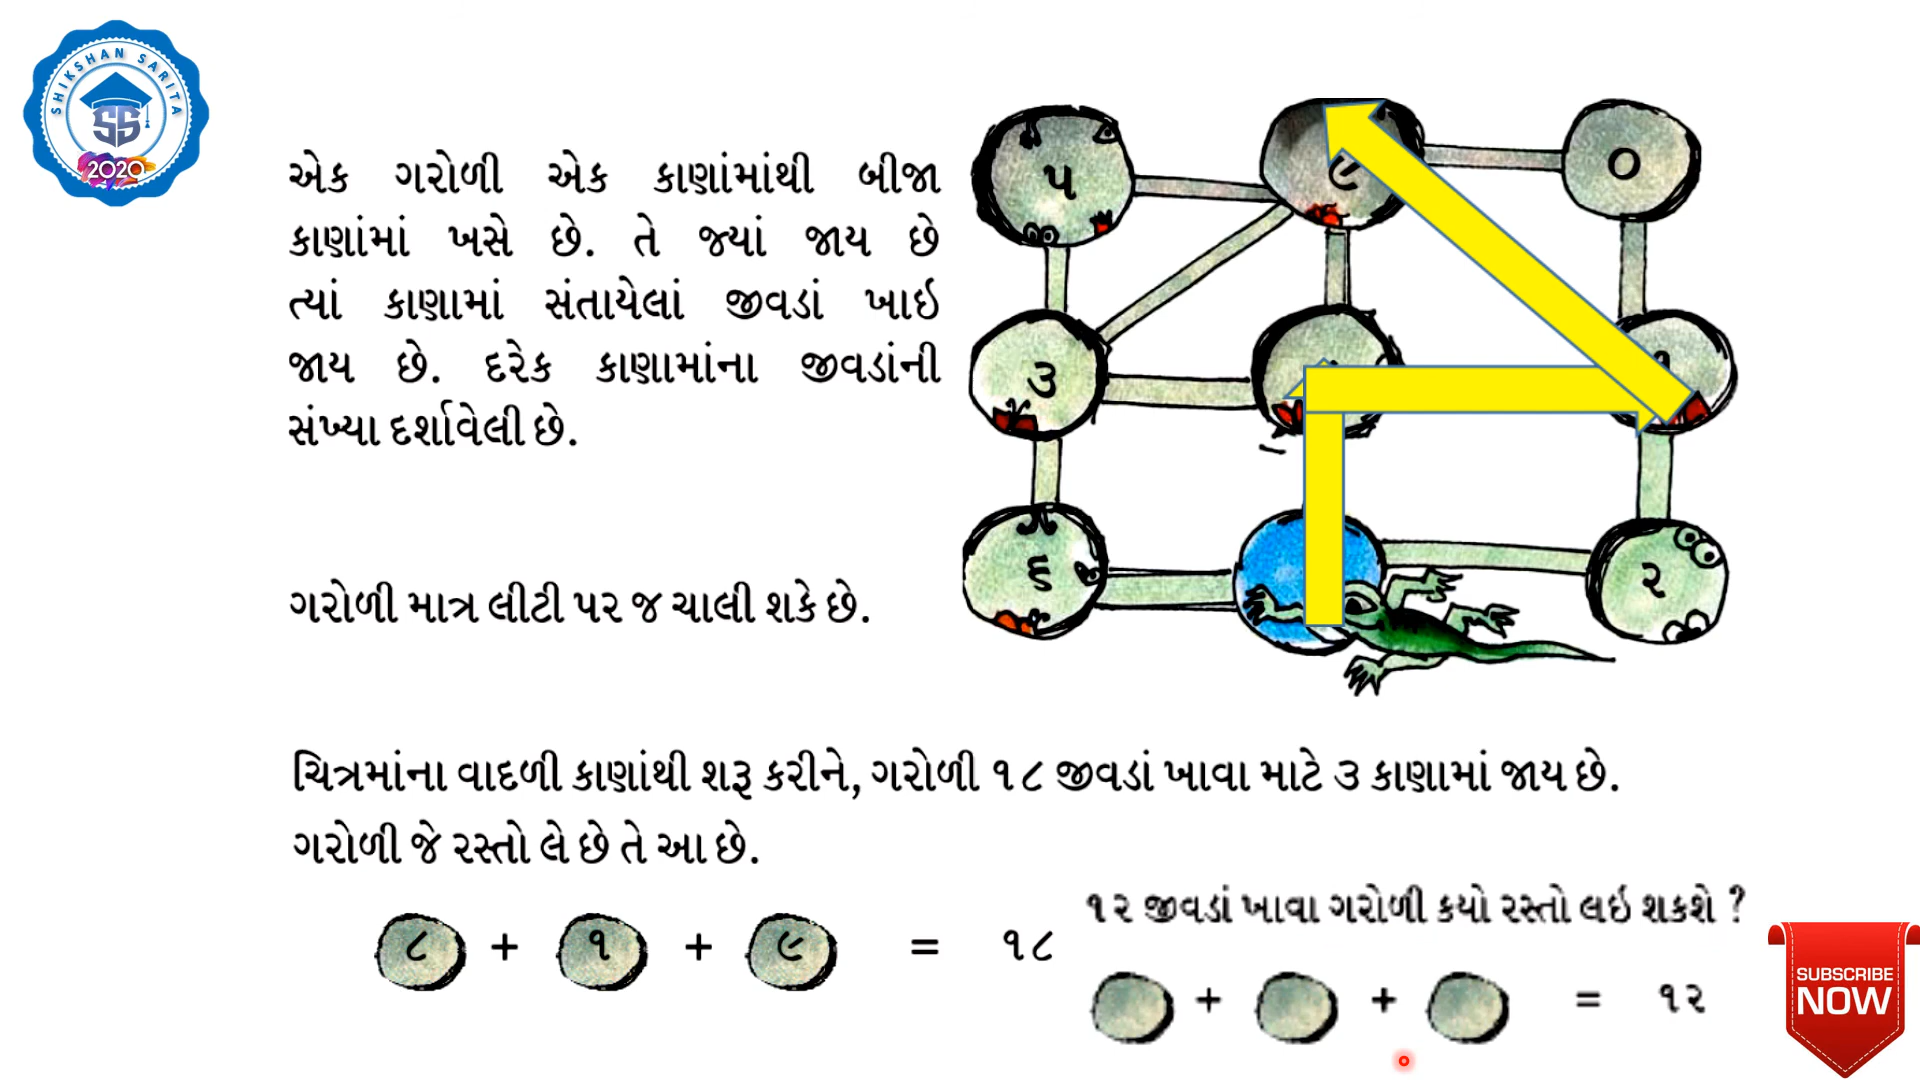 SHIKSHAN SARITA
SS
2020
એક ગરોળી એક કાણાંમાંથી બીજા
કાણાંમાં ખસે છે. તે જ્યાં જાય છે
ત્યાં કાણામાં સંતાયેલાં જીવડાં ખાઇ
જાય છે. દરેક કાણામાંના જીવડાંની
સંખ્યા દર્શાવેલી છે.
૫ ૯ ૦
૩
૬ ૨
ગરોળી માત્ર લીટી પર જ ચાલી શકે છે.
ચિત્રમાંના વાદળી કાણાંથી શરૂ કરીને, ગરોળી ૧૮ જીવડાં ખાવા માટે ૩ કાણામાં જાય છે.
ગરોળી જે રસ્તો લે છે તે આ છે.
૮ + ૧ + ૯ = ૧૮
૧૨ જીવડાં ખાવા ગરોળી કયો રસ્તો લઇ શકશે ?
+ + = ૧૨
SUBSCRIBE
NOW